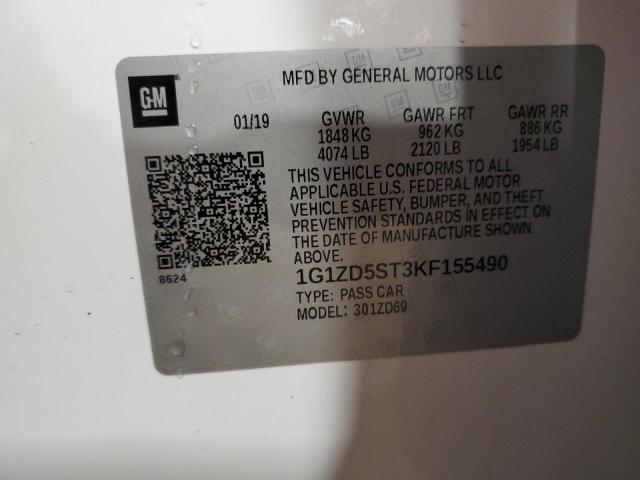 GM
MFD BY GENERAL MOTORS LLC
01/19 GVWR GAWR FRT GAWR RR
1848 KG 962 KG 886 KG
4074 LB 2120 LB 1954 LB
THIS VEHICLE CONFORMS TO ALL
APPLICABLE U.S. FEDERAL MOTOR
VEHICLE SAFETY, BUMPER, AND THEFT
PREVENTION STANDARDS IN EFFECT ON
THE DATE OF MANUFACTURE SHOWN
ABOVE.
8624
1G1ZD5ST3KF155490
TYPE: PASS CAR
MODEL: 301ZD69